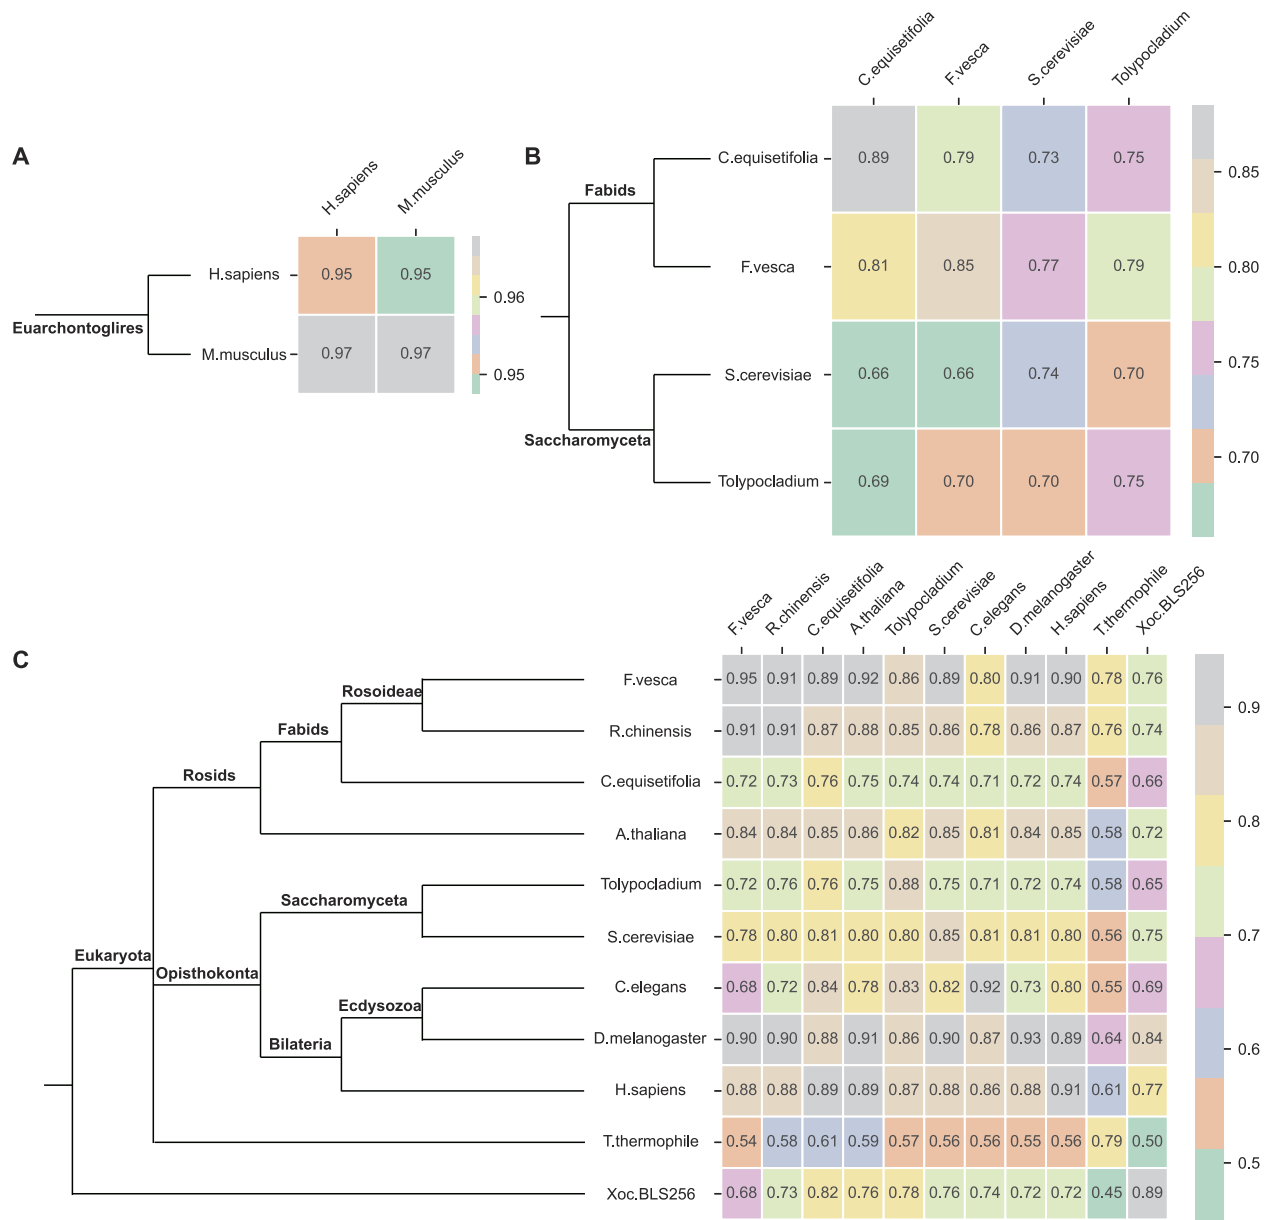 A
H.sapiens
M.musculus
H.sapiens
0.95 0.95
M.musculus
0.97 0.97
Euarchontoglires
0.96
0.95
B
C.equisetifolia
F.vesca
S.cerevisiae
Tolypocladium
Fabids
Saccharomyceta
C.equisetifolia
0.89 0.79 0.73 0.75
F.vesca
0.81 0.85 0.77 0.79
S.cerevisiae
0.66 0.66 0.74 0.70
Tolypocladium
0.69 0.70 0.70 0.75
0.85
0.80
0.75
0.70
C
F.vesca
R.chinensis
C.equisetifolia
A.thaliana
Tolypocladium
S.cerevisiae
C.elegans
D.melanogaster
H.sapiens
T.thermophile
Xoc.BLS256
Rosoideae
Fabids
Rosids
Saccharomyceta
Eukaryota
Opisthokonta
Ecdysozoa
Bilateria
F.vesca 0.95 0.91 0.89 0.92 0.86 0.89 0.80 0.91 0.90 0.78 0.76
R.chinensis 0.91 0.91 0.87 0.88 0.85 0.86 0.78 0.86 0.87 0.76 0.74
C.equisetifolia 0.72 0.73 0.76 0.75 0.74 0.74 0.71 0.72 0.74 0.57 0.66
A.thaliana 0.84 0.84 0.85 0.86 0.82 0.85 0.81 0.84 0.85 0.58 0.72
Tolypocladium 0.72 0.76 0.76 0.75 0.88 0.75 0.71 0.72 0.74 0.58 0.65
S.cerevisiae 0.78 0.80 0.81 0.80 0.80 0.85 0.81 0.81 0.80 0.56 0.75
C.elegans 0.68 0.72 0.84 0.78 0.83 0.82 0.92 0.73 0.80 0.55 0.69
D.melanogaster 0.90 0.90 0.88 0.91 0.86 0.90 0.87 0.93 0.89 0.64 0.84
H.sapiens 0.88 0.88 0.89 0.89 0.87 0.88 0.86 0.88 0.91 0.61 0.77
T.thermophile 0.54 0.58 0.61 0.59 0.57 0.56 0.56 0.55 0.56 0.79 0.50
Xoc.BLS256 0.68 0.73 0.82 0.76 0.78 0.76 0.74 0.72 0.72 0.45 0.89
0.9
0.8
0.7
0.6
0.5